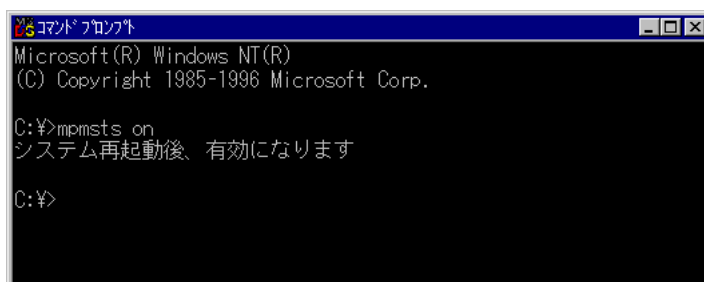 ｺﾏﾝﾄﾞ ﾌﾟﾛﾝﾌﾟﾄ
Microsoft(R) Windows NT(R)
(C) Copyright 1985-1996 Microsoft Corp.
C:¥>mpmsts on
システム再起動後、有効になります
C:¥>